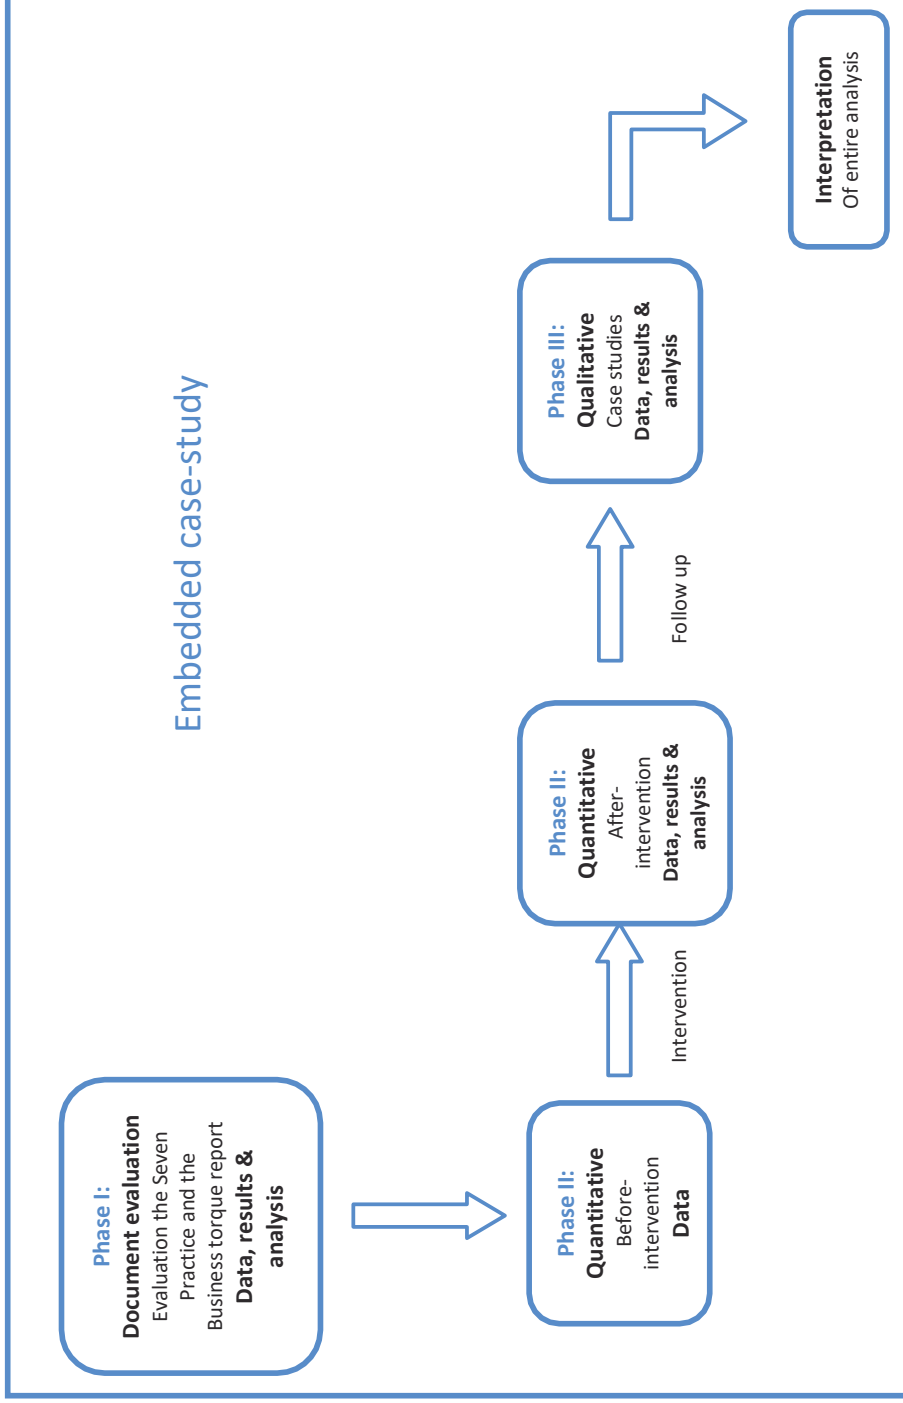 Embedded case-study
Phase I:
Document evaluation
Evaluation the Seven
Practice and the
Business torque report
Data, results &
analysis
Phase II:
Quantitative
Before-
intervention
Data
Intervention
Phase II:
Quantitative
After-
intervention
Data, results &
analysis
Follow up
Phase III:
Qualitative
Case studies
Data, results &
analysis
Interpretation
Of entire analysis